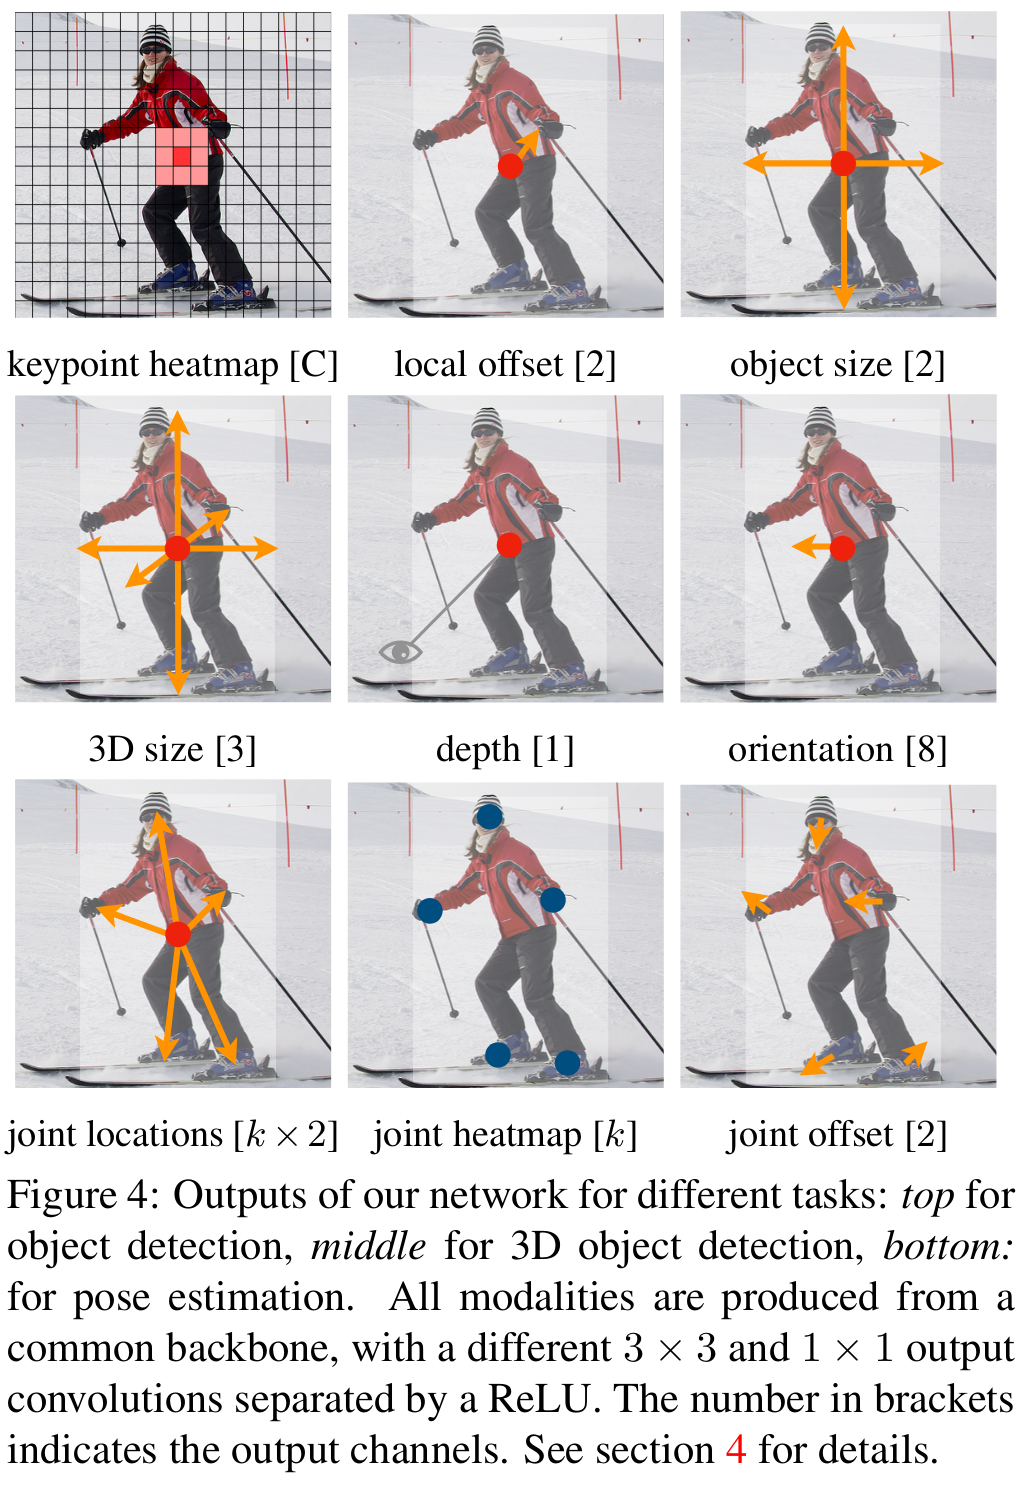 keypoint heatmap [C] local offset [2] object size [2]
3D size [3] depth [1] orientation [8]
joint locations [k × 2] joint heatmap [k] joint offset [2]
Figure 4: Outputs of our network for different tasks: top for
object detection, middle for 3D object detection, bottom:
for pose estimation. All modalities are produced from a
common backbone, with a different 3 × 3 and 1 × 1 output
convolutions separated by a ReLU. The number in brackets
indicates the output channels. See section 4 for details.